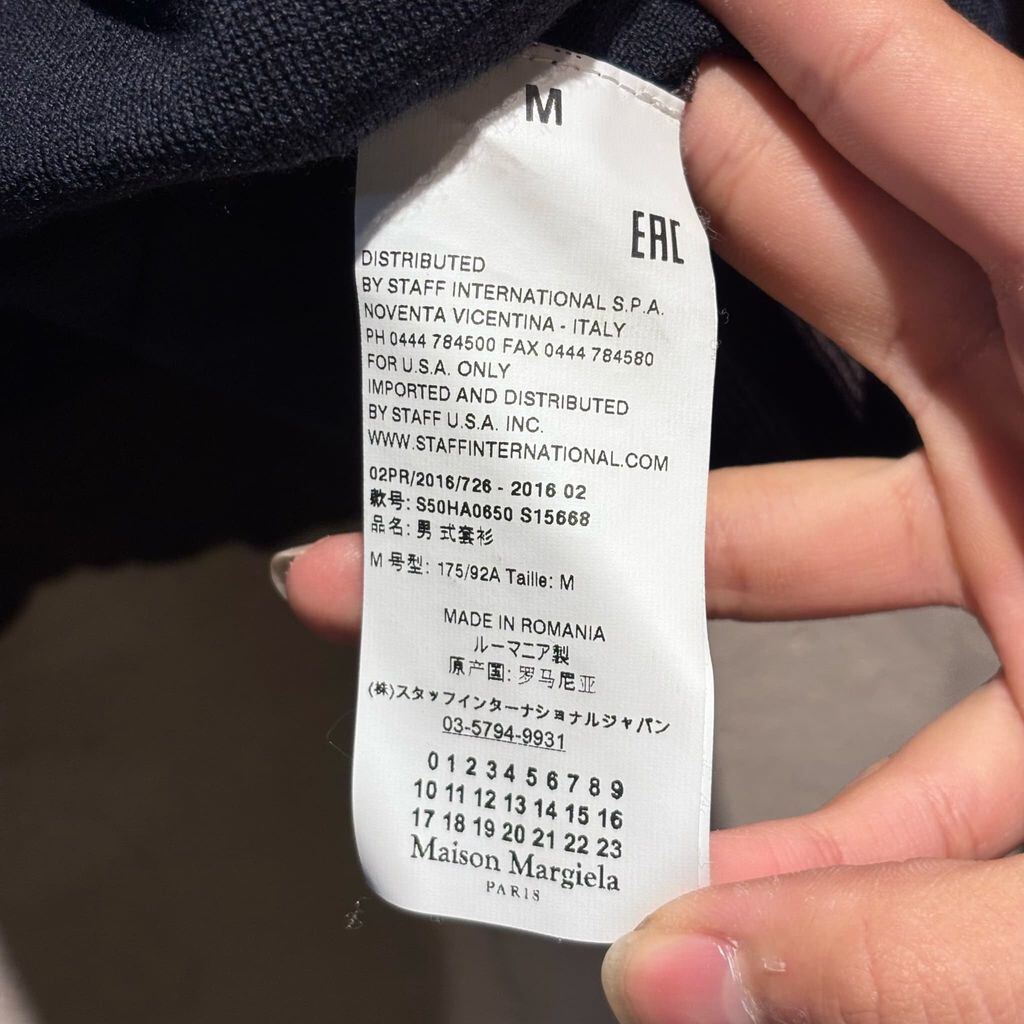 M
EAC
DISTRIBUTED
BY STAFF INTERNATIONAL S.P.A.
NOVENTA VICENTINA - ITALY
PH 0444 784500 FAX 0444 784580
FOR U.S.A. ONLY
IMPORTED AND DISTRIBUTED
BY STAFF U.S.A. INC.
WWW.STAFFINTERNATIONAL.COM
02PR/2016/726 - 2016 02
款号: S50HA0650 S15668
品名: 男 式套衫
M 号型: 175/92A Taille: M
MADE IN ROMANIA
ルーマニア製
原产国: 罗马尼亚
(株)スタッフインターナショナルジャパン
03-5794-9931
0 1 2 3 4 5 6 7 8 9
10 11 12 13 14 15 16
17 18 19 20 21 22 23
Maison Margiela
PARIS